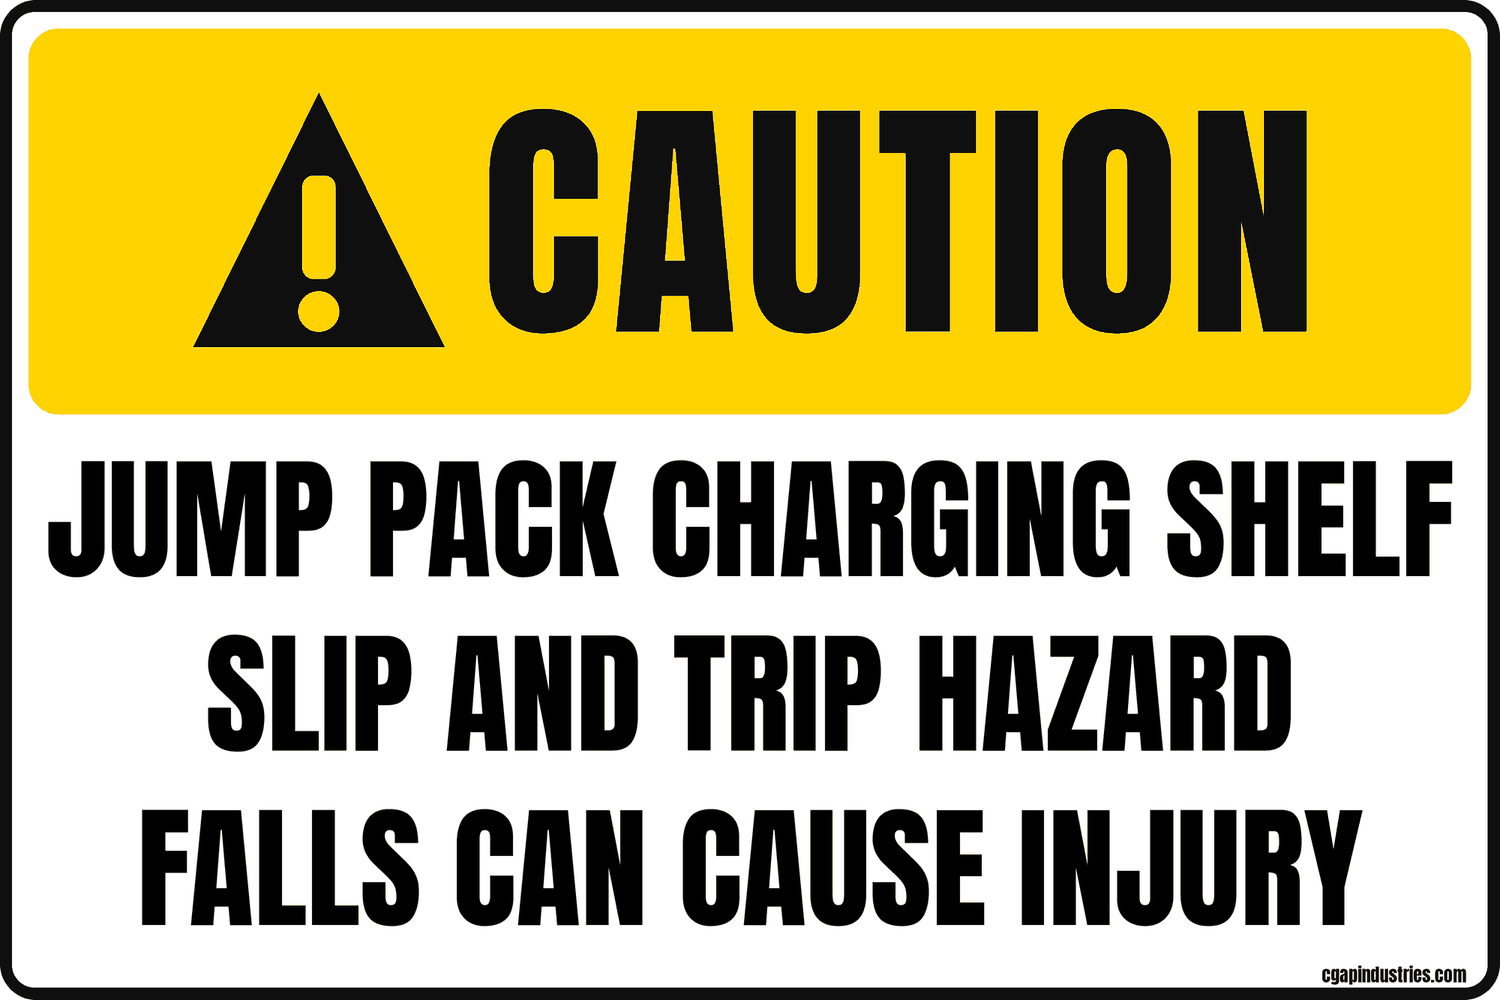 CAUTION
JUMP PACK CHARGING SHELF
SLIP AND TRIP HAZARD
FALLS CAN CAUSE INJURY
cgapindustries.com